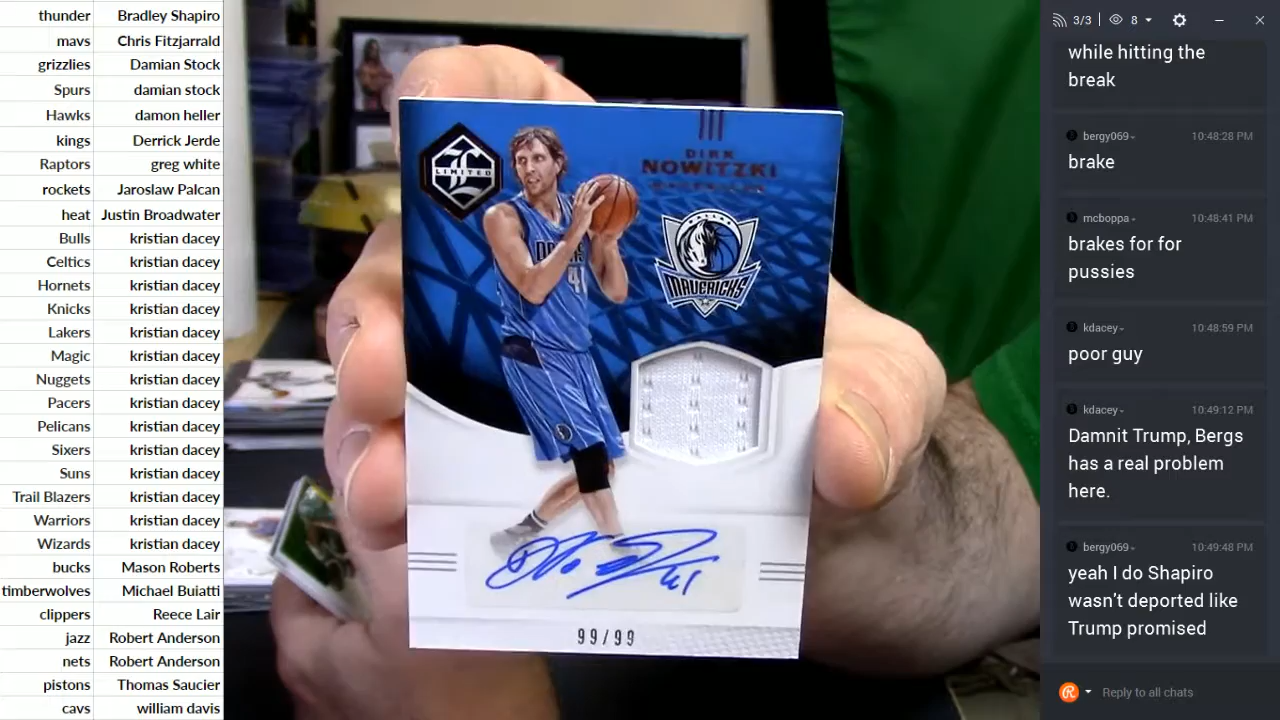 thunder Bradley Shapiro
mavs Chris Fitzjarrald
grizzlies Damian Stock
Spurs damian stock
Hawks damon heller
kings Derrick Jerde
Raptors greg white
rockets Jaroslaw Palcan
heat Justin Broadwater
Bulls kristian dacey
Celtics kristian dacey
Hornets kristian dacey
Knicks kristian dacey
Lakers kristian dacey
Magic kristian dacey
Nuggets kristian dacey
Pacers kristian dacey
Pelicans kristian dacey
Sixers kristian dacey
Suns kristian dacey
Trail Blazers kristian dacey
Warriors kristian dacey
Wizards kristian dacey
bucks Mason Roberts
timberwolves Michael Buiatti
clippers Reece Lair
jazz Robert Anderson
nets Robert Anderson
pistons Thomas Saucier
cavs william davis
L
LIMITED
DIRK
NOWITZKI
MAVERICKS
41
41
99/99
3/3 8
while hitting the
break
bergy069 10:48:28 PM
brake
mcboppa 10:48:41 PM
brakes for for
pussies
kdacey 10:48:59 PM
poor guy
kdacey 10:49:12 PM
Damnit Trump, Bergs
has a real problem
here.
bergy069 10:49:48 PM
yeah I do Shapiro
wasn't deported like
Trump promised
Reply to all chats